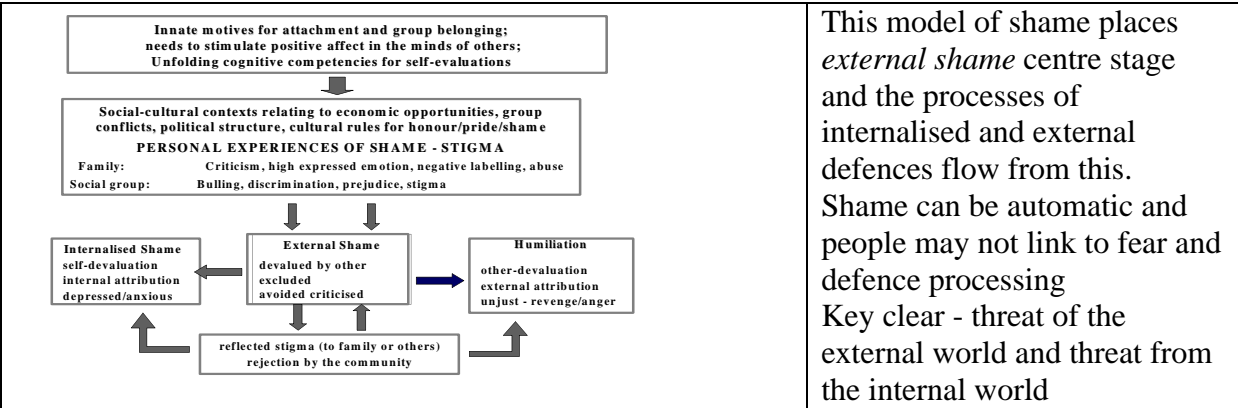 Innate motives for attachment and group belonging;
needs to stimulate positive affect in the minds of others;
Unfolding cognitive competencies for self-evaluations
Social-cultural contexts relating to economic opportunities, group
conflicts, political structure, cultural rules for honour/pride/shame
PERSONAL EXPERIENCES OF SHAME - STIGMA
Family: Criticism, high expressed emotion, negative labelling, abuse
Social group: Bulling, discrimination, prejudice, stigma
Internalised Shame
self-devaluation
internal attribution
depressed/anxious
External Shame
devalued by other
excluded
avoided criticised
Humiliation
other-devaluation
external attribution
unjust - revenge/anger
reflected stigma (to family or others)
rejection by the community
This model of shame places
external shame centre stage
and the processes of
internalised and external
defences flow from this.
Shame can be automatic and
people may not link to fear and
defence processing
Key clear - threat of the
external world and threat from
the internal world